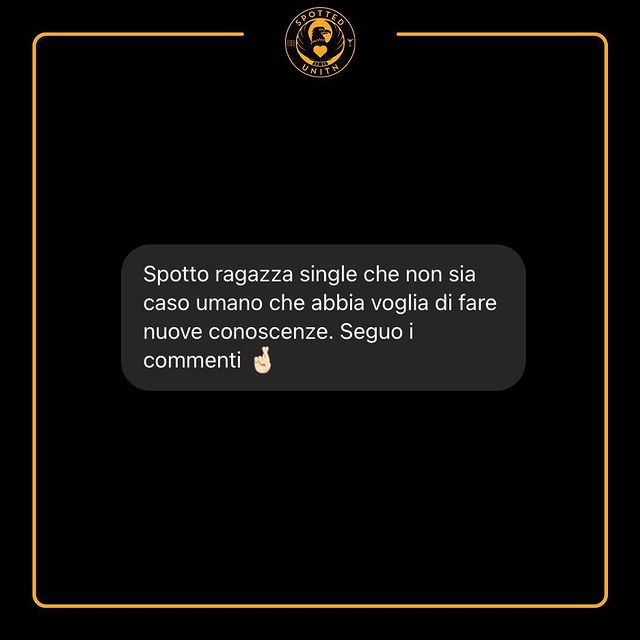 SPOTTED
UNITN
Spotto ragazza single che non sia
caso umano che abbia voglia di fare
nuove conoscenze. Seguo i
commenti 🤞🏻